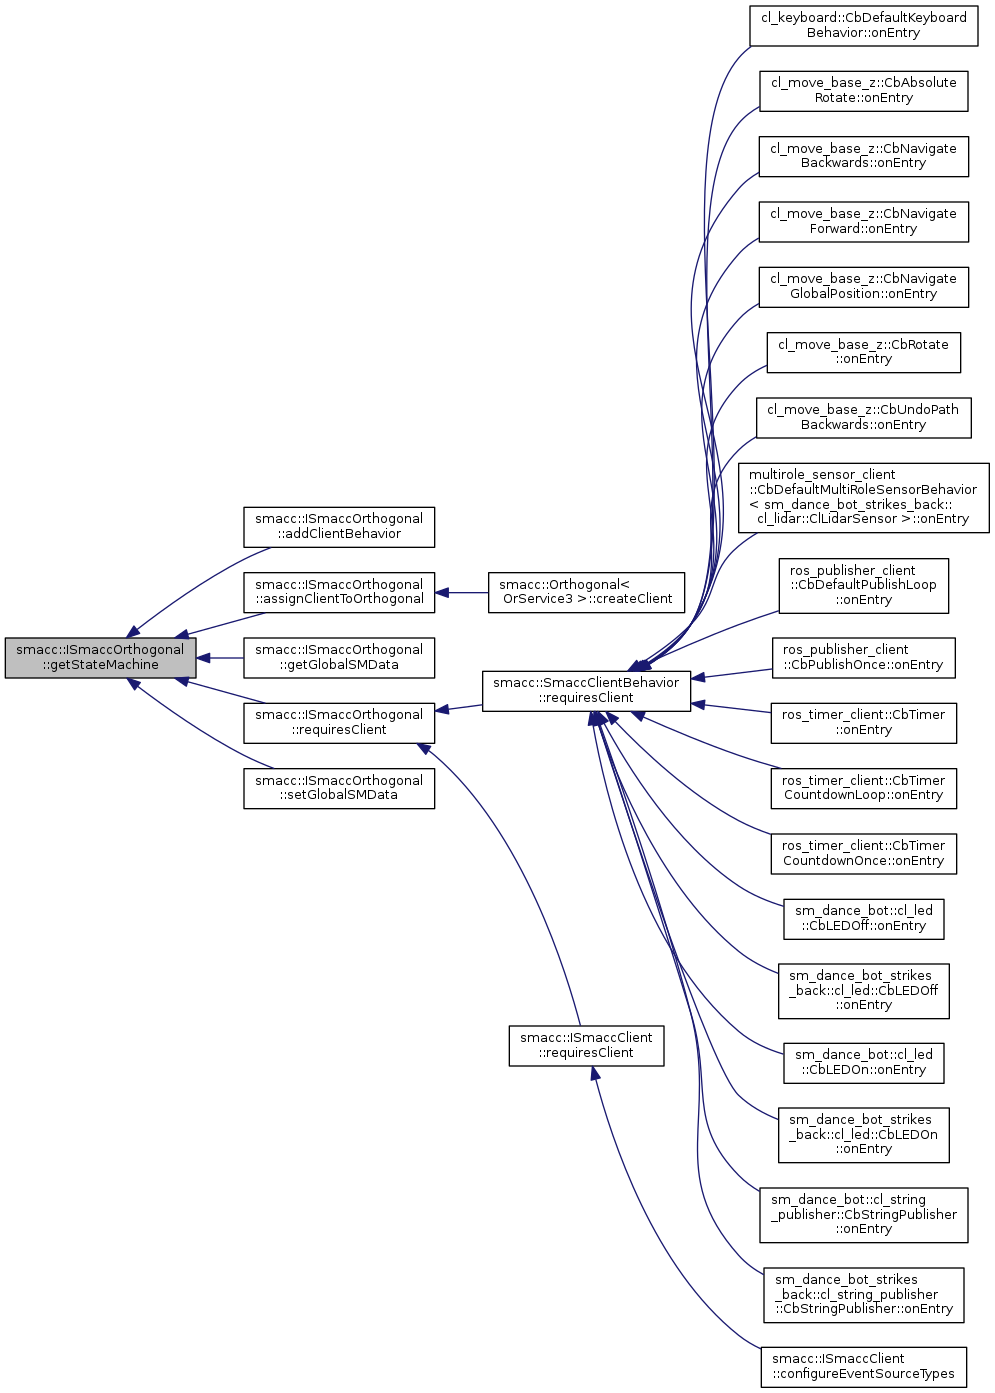 smacc::ISmaccOrthogonal
::getStateMachine
smacc::ISmaccOrthogonal
::addClientBehavior
smacc::ISmaccOrthogonal
::assignClientToOrthogonal
smacc::ISmaccOrthogonal
::getGlobalSMData
smacc::ISmaccOrthogonal
::requiresClient
smacc::ISmaccOrthogonal
::setGlobalSMData
smacc::Orthogonal<
OrService3 >::createClient
smacc::SmaccClientBehavior
::requiresClient
smacc::ISmaccClient
::requiresClient
cl_keyboard::CbDefaultKeyboard
Behavior::onEntry
cl_move_base_z::CbAbsolute
Rotate::onEntry
cl_move_base_z::CbNavigate
Backwards::onEntry
cl_move_base_z::CbNavigate
Forward::onEntry
cl_move_base_z::CbNavigate
GlobalPosition::onEntry
cl_move_base_z::CbRotate
::onEntry
cl_move_base_z::CbUndoPath
Backwards::onEntry
multirole_sensor_client
::CbDefaultMultiRoleSensorBehavior
< sm_dance_bot_strikes_back::
cl_lidar::ClLidarSensor >::onEntry
ros_publisher_client
::CbDefaultPublishLoop
::onEntry
ros_publisher_client
::CbPublishOnce::onEntry
ros_timer_client::CbTimer
::onEntry
ros_timer_client::CbTimer
CountdownLoop::onEntry
ros_timer_client::CbTimer
CountdownOnce::onEntry
sm_dance_bot::cl_led
::CbLEDOff::onEntry
sm_dance_bot_strikes
_back::cl_led::CbLEDOff
::onEntry
sm_dance_bot::cl_led
::CbLEDOn::onEntry
sm_dance_bot_strikes
_back::cl_led::CbLEDOn
::onEntry
sm_dance_bot::cl_string
_publisher::CbStringPublisher
::onEntry
sm_dance_bot_strikes
_back::cl_string_publisher
::CbStringPublisher::onEntry
smacc::ISmaccClient
::configureEventSourceTypes